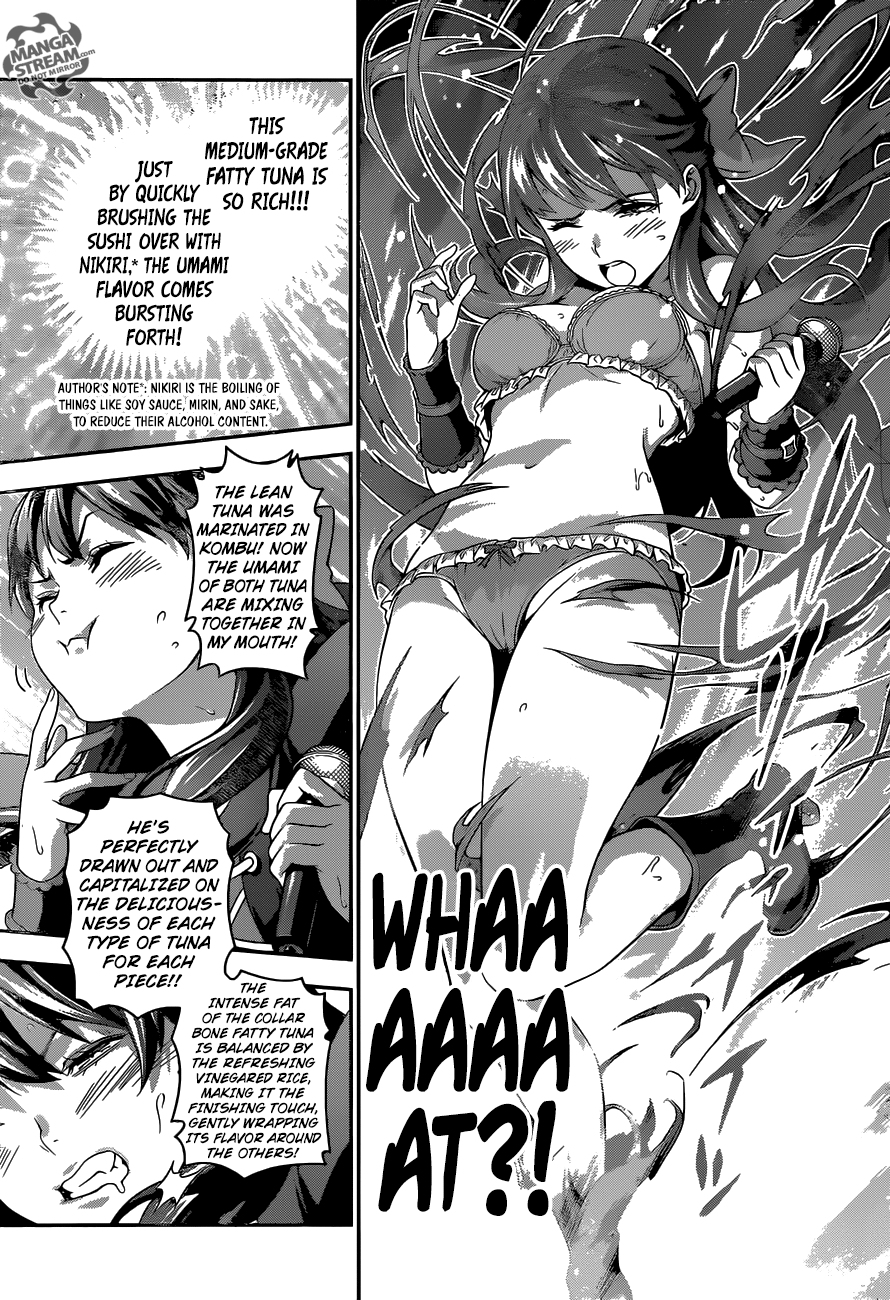 MANGA
STREAM.com
DO NOT MIRROR
WHAA
AAAA
AT?!
THIS
MEDIUM-GRADE
FATTY TUNA IS
SO RICH!!!
JUST
BY QUICKLY
BRUSHING THE
SUSHI OVER WITH
NIKIRI,* THE UMAMI
FLAVOR COMES
BURSTING
FORTH!
AUTHOR'S NOTE*: NIKIRI IS THE BOILING OF
THINGS LIKE SOY SAUCE, MIRIN, AND SAKE,
TO REDUCE THEIR ALCOHOL CONTENT.
THE LEAN
TUNA WAS
MARINATED IN
KOMBU! NOW
THE UMAMI
OF BOTH TUNA
ARE MIXING
TOGETHER IN
MY MOUTH!
HE'S
PERFECTLY
DRAWN OUT AND
CAPITALIZED ON
THE DELICIOUS-
NESS OF EACH
TYPE OF TUNA
FOR EACH
PIECE!!
THE
INTENSE FAT
OF THE COLLAR
BONE FATTY TUNA
IS BALANCED BY
THE REFRESHING
VINEGARED RICE,
MAKING IT THE
FINISHING TOUCH,
GENTLY WRAPPING
ITS FLAVOR AROUND
THE OTHERS!